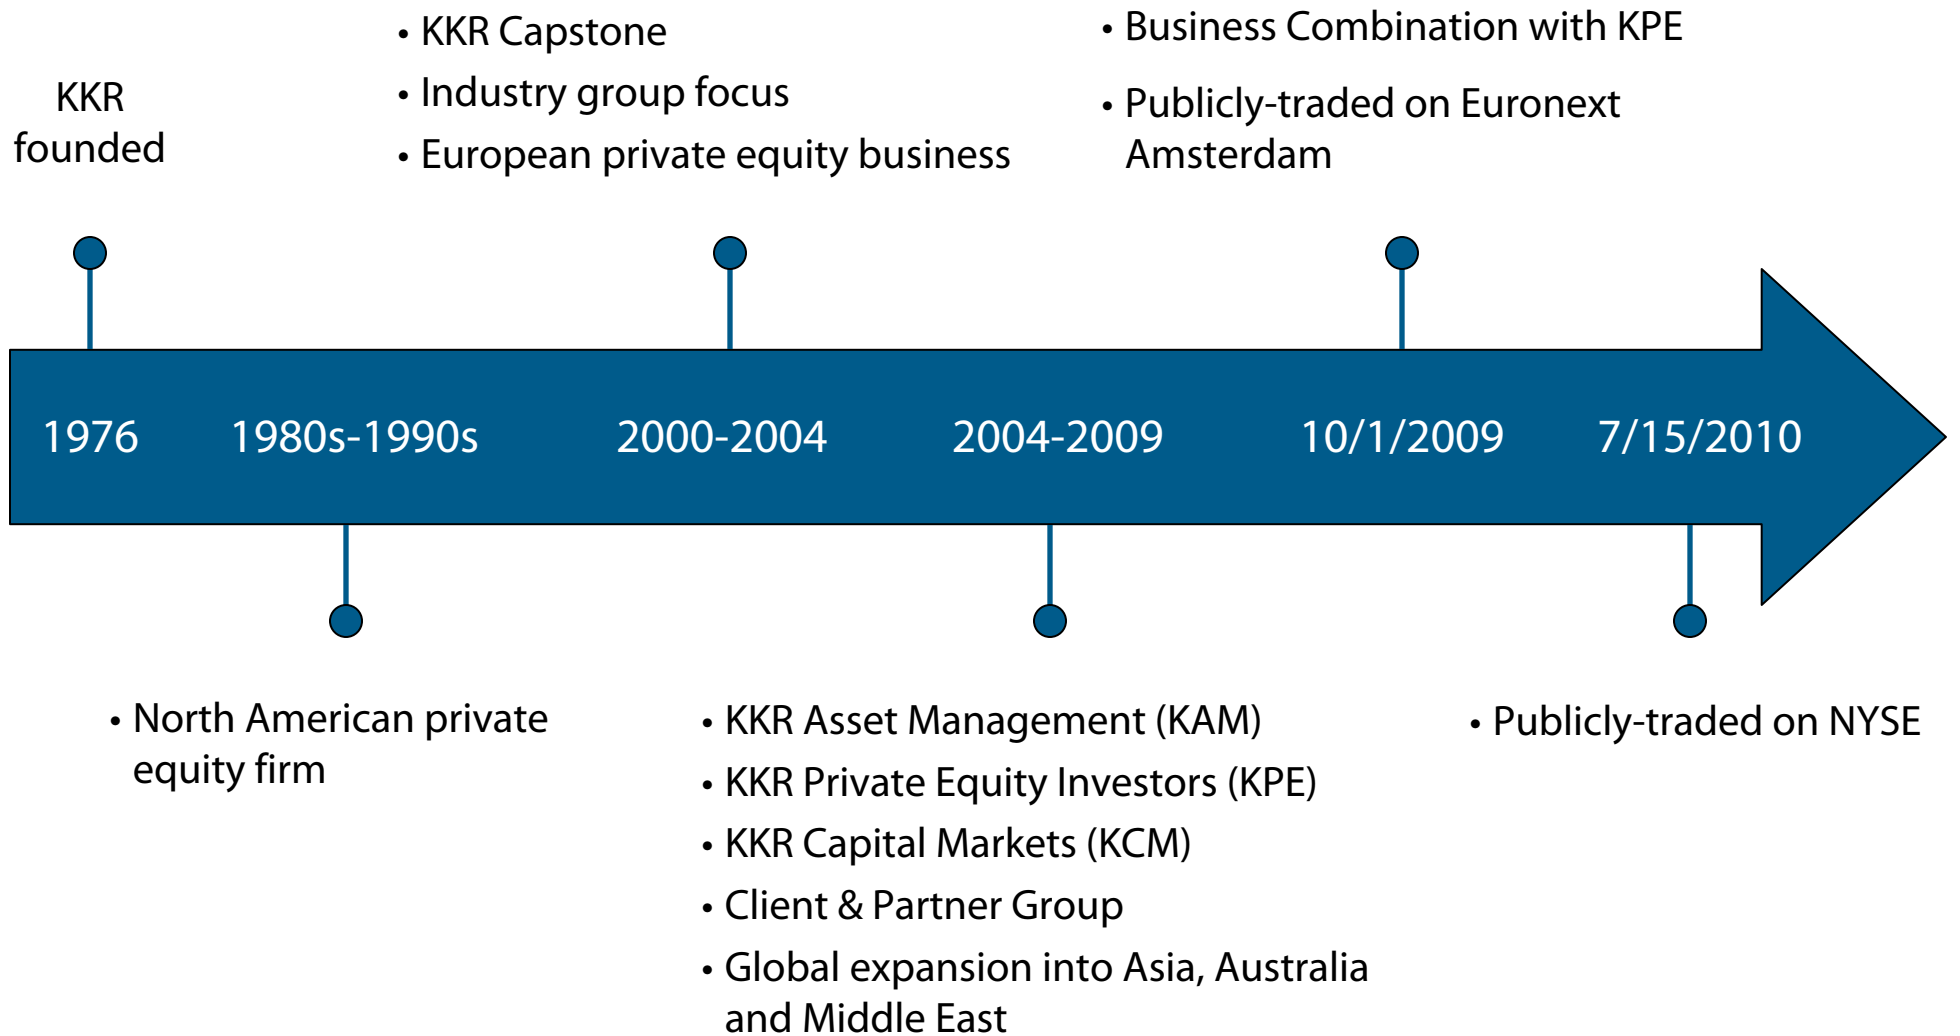 KKR
founded
• KKR Capstone
• Industry group focus
• European private equity business
• Business Combination with KPE
• Publicly-traded on Euronext
Amsterdam
1976
1980s-1990s
2000-2004
2004-2009
10/1/2009
7/15/2010
• North American private
equity firm
• KKR Asset Management (KAM)
• KKR Private Equity Investors (KPE)
• KKR Capital Markets (KCM)
• Client & Partner Group
• Global expansion into Asia, Australia
and Middle East
• Publicly-traded on NYSE